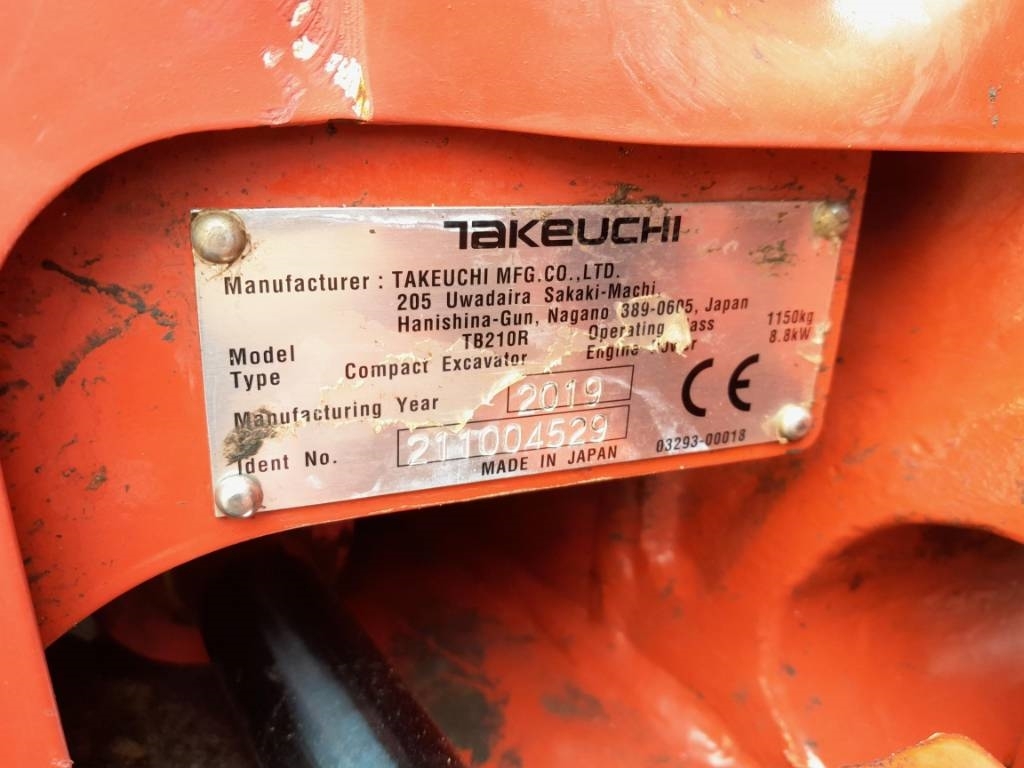 TAKEUCHI
Manufacturer : TAKEUCHI MFG.CO.,LTD.
205 Uwadaira Sakaki-Machi
Hanishina-Gun, Nagano 389-0605, Japan
Model TB210R Operating Mass 1150kg
Type Compact Excavator Engine Power 8.8kW
Manufacturing Year 2019
Ident No. 211004529
MADE IN JAPAN 03293-00018
CE